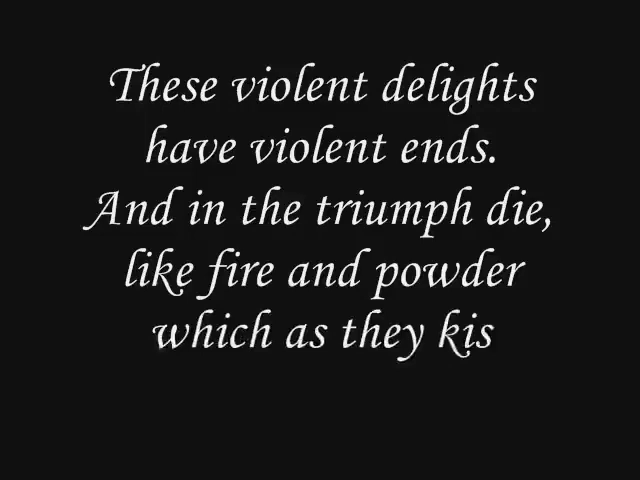 These violent delights
have violent ends.
And in the triumph die,
like fire and powder
which as they kis